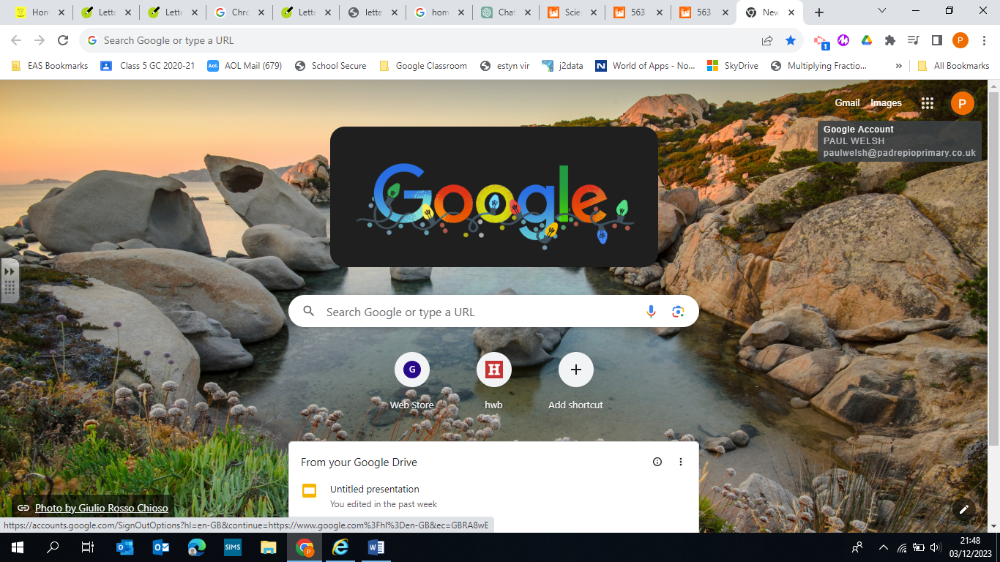 Hom
Lette
Lette
Chro
Lette
lette
hom
Chat
Scie
563
563
New
Search Google or type a URL
1
P
EAS Bookmarks
Class 5 GC 2020-21
Aol.
AOL Mail (679)
School Secure
Google Classroom
estyn vir
j2data
N
World of Apps - No...
SkyDrive
Multiplying Fractio...
»
All Bookmarks
Gmail
Images
P
Google Account
PAUL WELSH
paulwelsh@padrepioprimary.co.uk
Google
Search Google or type a URL
G
H
Web Store
hwb
Add shortcut
From your Google Drive
Untitled presentation
You edited in the past week
Photo by Giulio Rosso Chioso
https://accounts.google.com/SignOutOptions?hl=en-GB&continue=https://www.google.com%3Fhl%3Den-GB&ec=GBRA8wE
SIMS
P
21:48
03/12/2023